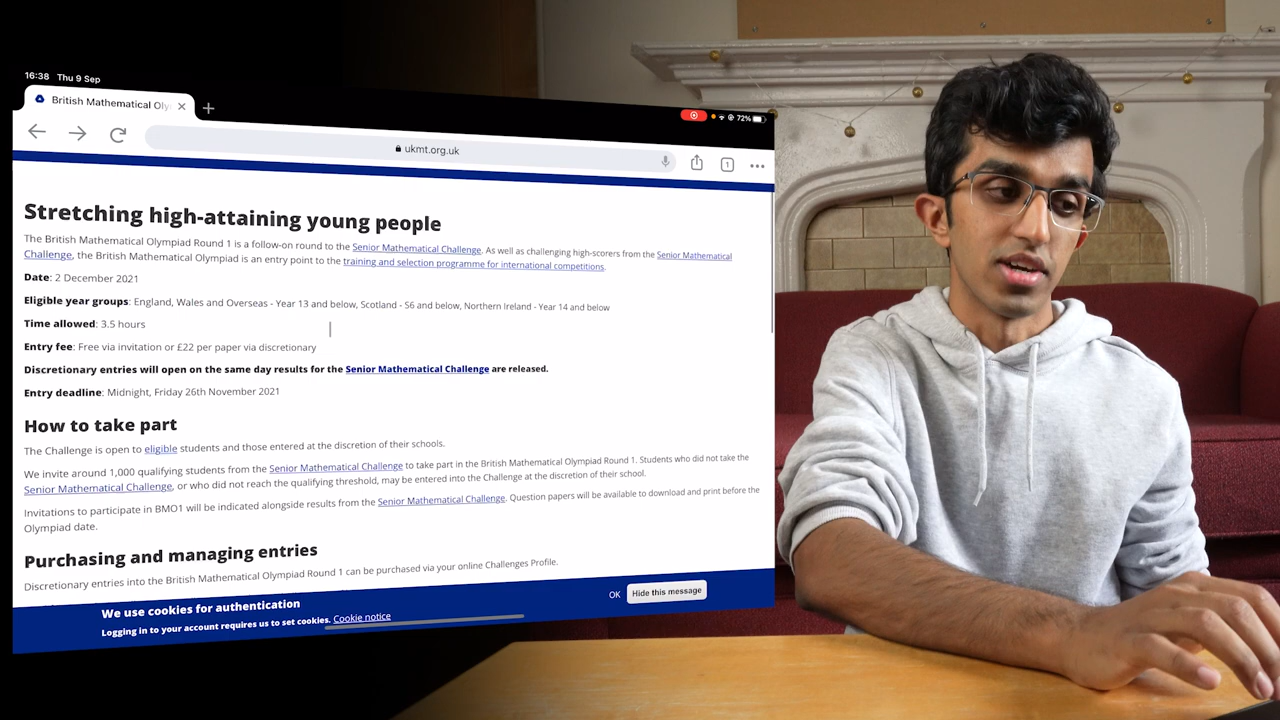 16:38 Thu 9 Sep
72%
British Mathematical Oly
ukmt.org.uk
1
Stretching high-attaining young people
The British Mathematical Olympiad Round 1 is a follow-on round to the Senior Mathematical Challenge. As well as challenging high-scorers from the Senior Mathematical
Challenge, the British Mathematical Olympiad is an entry point to the training and selection programme for international competitions.
Date: 2 December 2021
Eligible year groups: England, Wales and Overseas - Year 13 and below, Scotland - S6 and below, Northern Ireland - Year 14 and below
Time allowed: 3.5 hours
Entry fee: Free via invitation or £22 per paper via discretionary
Discretionary entries will open on the same day results for the Senior Mathematical Challenge are released.
Entry deadline: Midnight, Friday 26th November 2021
How to take part
The Challenge is open to eligible students and those entered at the discretion of their schools.
We invite around 1,000 qualifying students from the Senior Mathematical Challenge to take part in the British Mathematical Olympiad Round 1. Students who did not take the
Senior Mathematical Challenge, or who did not reach the qualifying threshold, may be entered into the Challenge at the discretion of their school.
Invitations to participate in BMO1 will be indicated alongside results from the Senior Mathematical Challenge. Question papers will be available to download and print before the
Olympiad date.
Purchasing and managing entries
Discretionary entries into the British Mathematical Olympiad Round 1 can be purchased via your online Challenges Profile.
We use cookies for authentication
Logging in to your account requires us to set cookies. Cookie notice
OK
Hide this message